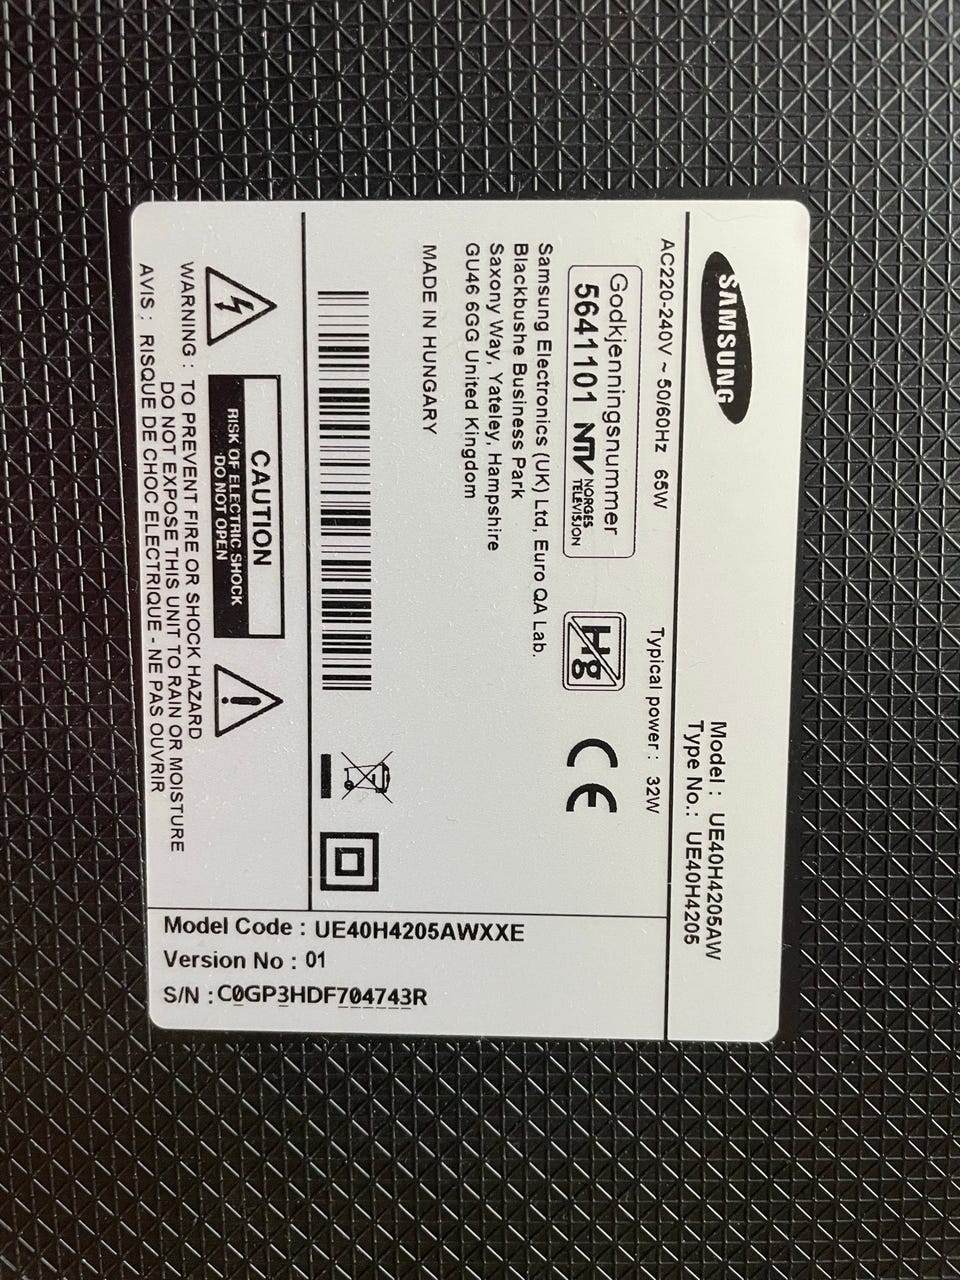 SAMSUNG
Model : UE40H4205AW
Type No.: UE40H4205
AC220-240V ~ 50/60Hz 65W
Typical power : 32W
Godkjenningsnummer
5641101 NTV NORGES
TELEVISJON
Hg
CE
Samsung Electronics (UK) Ltd, Euro QA Lab.
Blackbushe Business Park
Saxony Way, Yateley, Hampshire
GU46 6GG United Kingdom
MADE IN HUNGARY
CAUTION
RISK OF ELECTRIC SHOCK
DO NOT OPEN
WARNING : TO PREVENT FIRE OR SHOCK HAZARD
DO NOT EXPOSE THIS UNIT TO RAIN OR MOISTURE
AVIS : RISQUE DE CHOC ELECTRIQUE - NE PAS OUVRIR
Model Code : UE40H4205AWXXE
Version No : 01
S/N : C0GP3HDF704743R